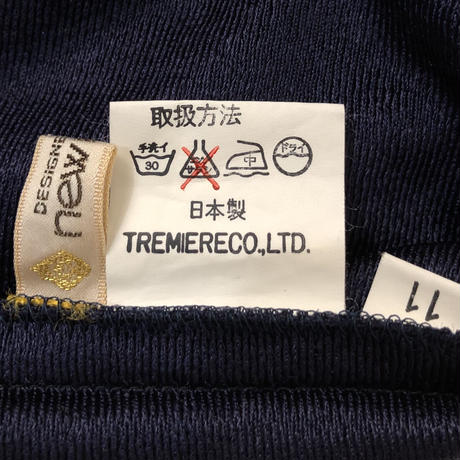 取扱方法
手洗イ
30
中
ドライ
日本製
TREMIERECO.,LTD.
DESIGNE
new
11